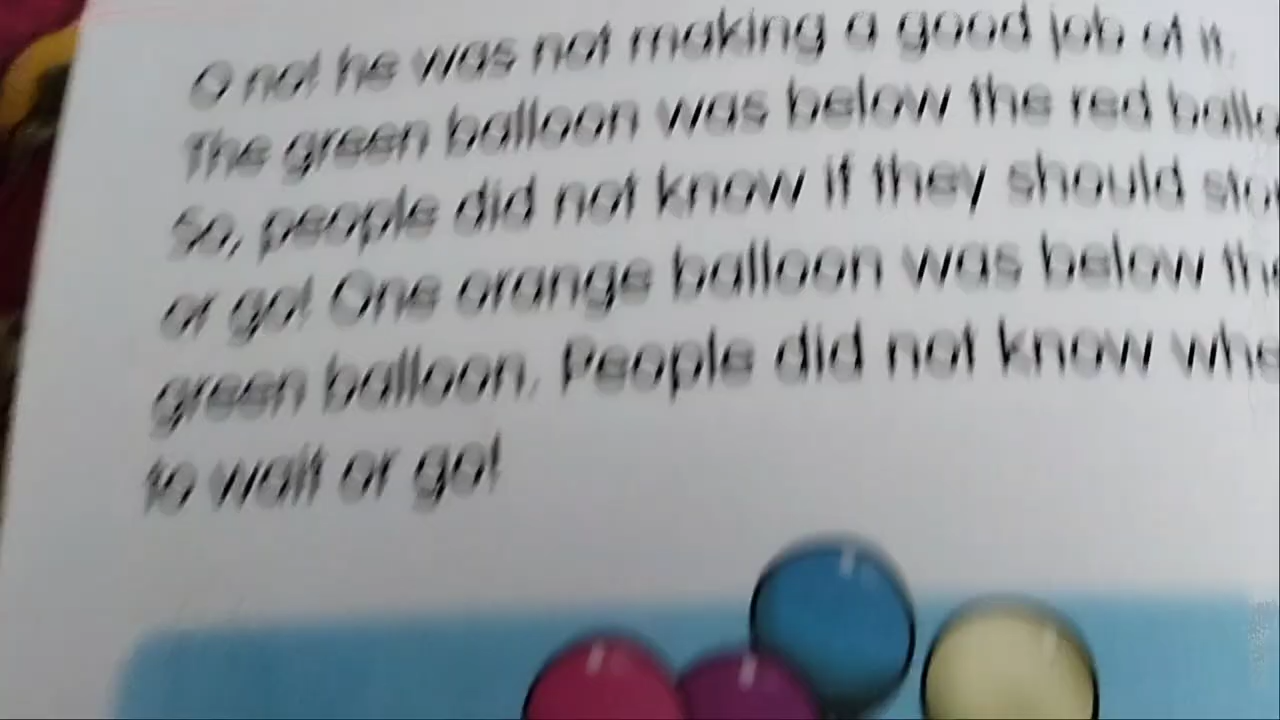 O no! he was not making a good job of it.
The green balloon was below the red
So, people did not know if they should
or go! One orange balloon was below
green balloon. People did not know
to wait or go!